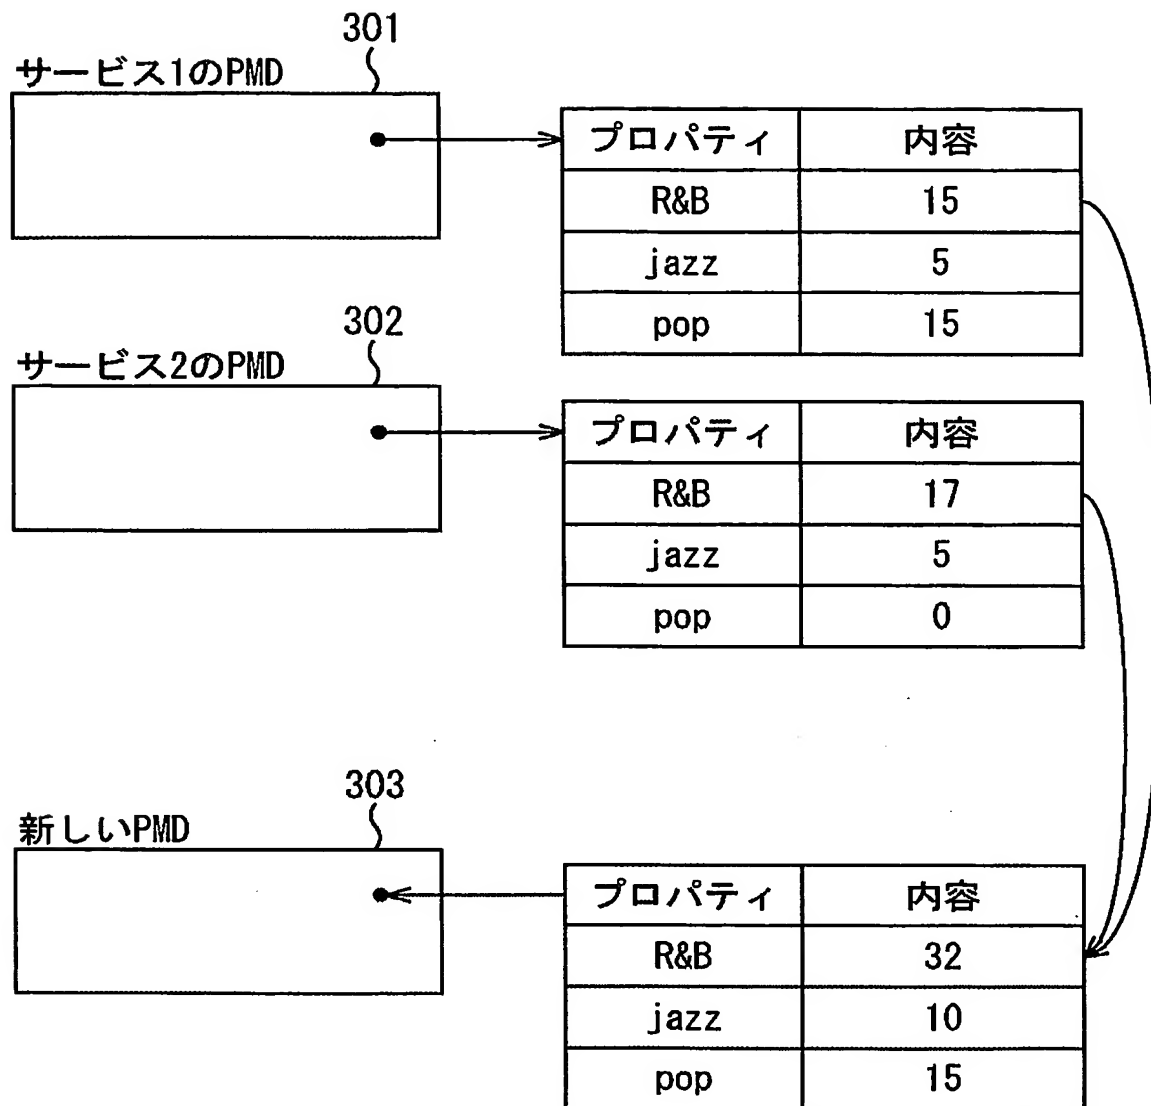 301
サービス1のPMD
プロパティ 内容
R&B 15
jazz 5
pop 15
302
サービス2のPMD
プロパティ 内容
R&B 17
jazz 5
pop 0
303
新しいPMD
プロパティ 内容
R&B 32
jazz 10
pop 15